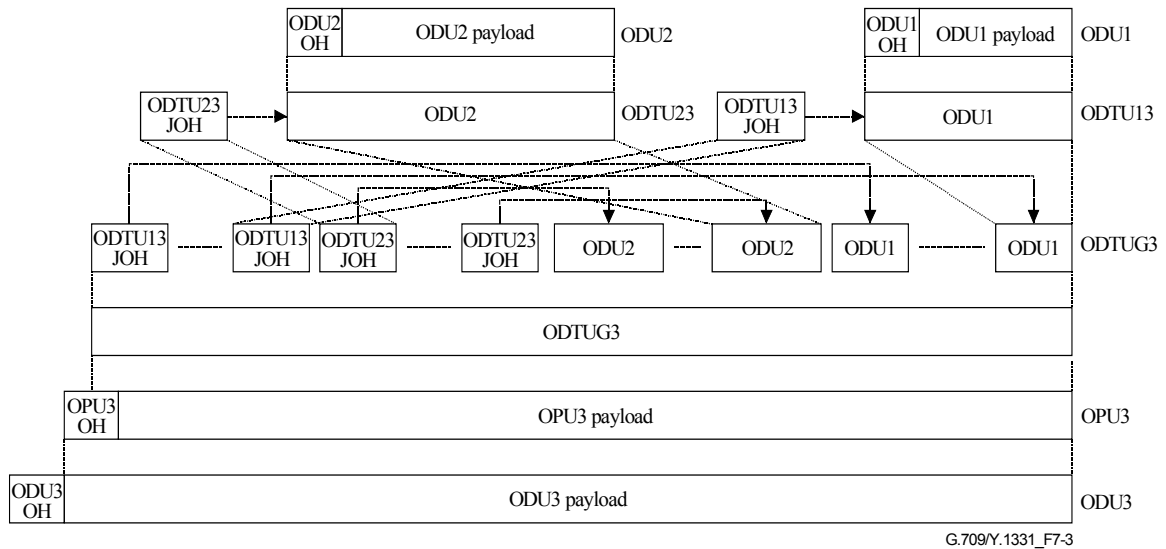 ODU2
OH
ODU2 payload
ODU2
ODU1
OH
ODU1 payload
ODU1
ODTU23
JOH
ODU2
ODTU23
ODTU13
JOH
ODU1
ODTU13
ODTU13
JOH
ODTU13
JOH
ODTU23
JOH
ODTU23
JOH
ODU2
ODU2
ODU1
ODU1
ODTUG3
ODTUG3
OPU3
OH
OPU3 payload
OPU3
ODU3
OH
ODU3 payload
ODU3
G.709/Y.1331_F7-3